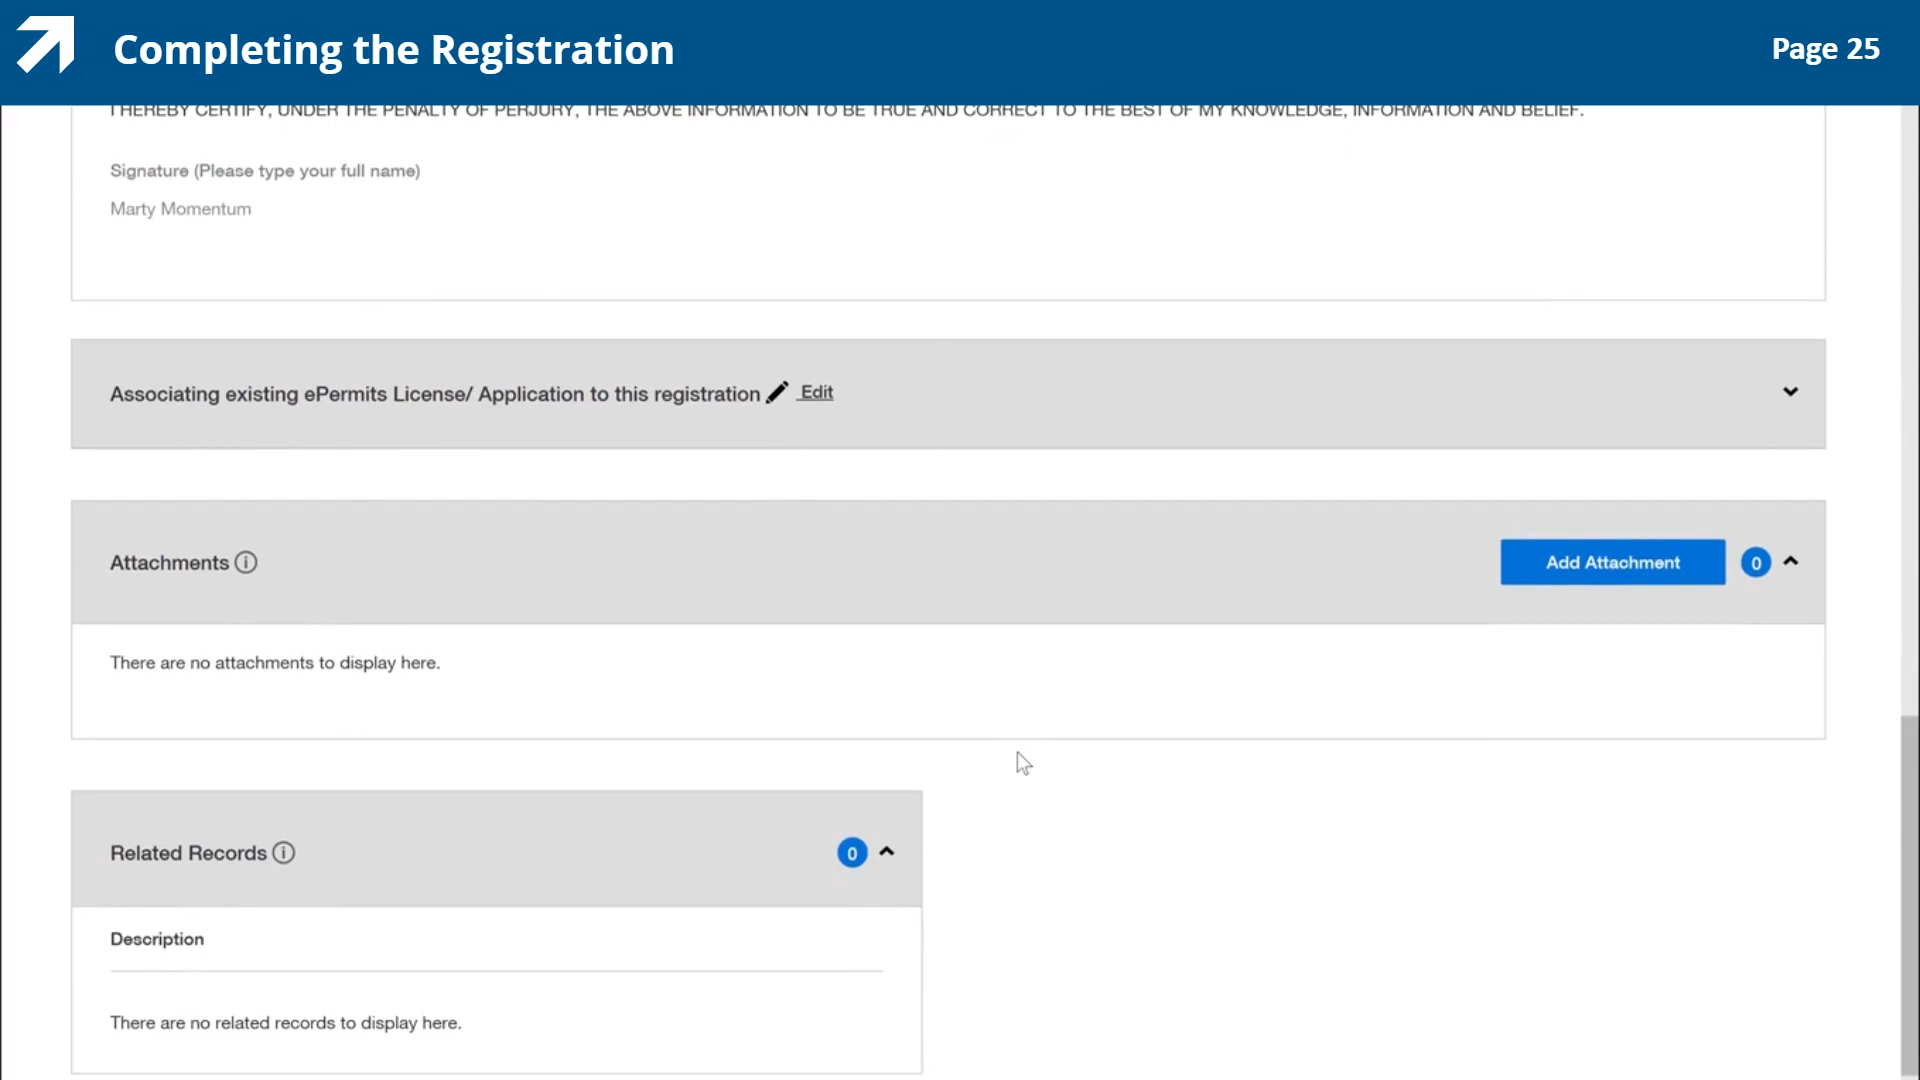 Completing the Registration
Page 25
I HEREBY CERTIFY, UNDER THE PENALTY OF PERJURY, THE ABOVE INFORMATION TO BE TRUE AND CORRECT TO THE BEST OF MY KNOWLEDGE, INFORMATION AND BELIEF.
Signature (Please type your full name)
Marty Momentum
Associating existing ePermits License/ Application to this registration Edit
Attachments
Add Attachment 0
There are no attachments to display here.
Related Records 0
Description
There are no related records to display here.